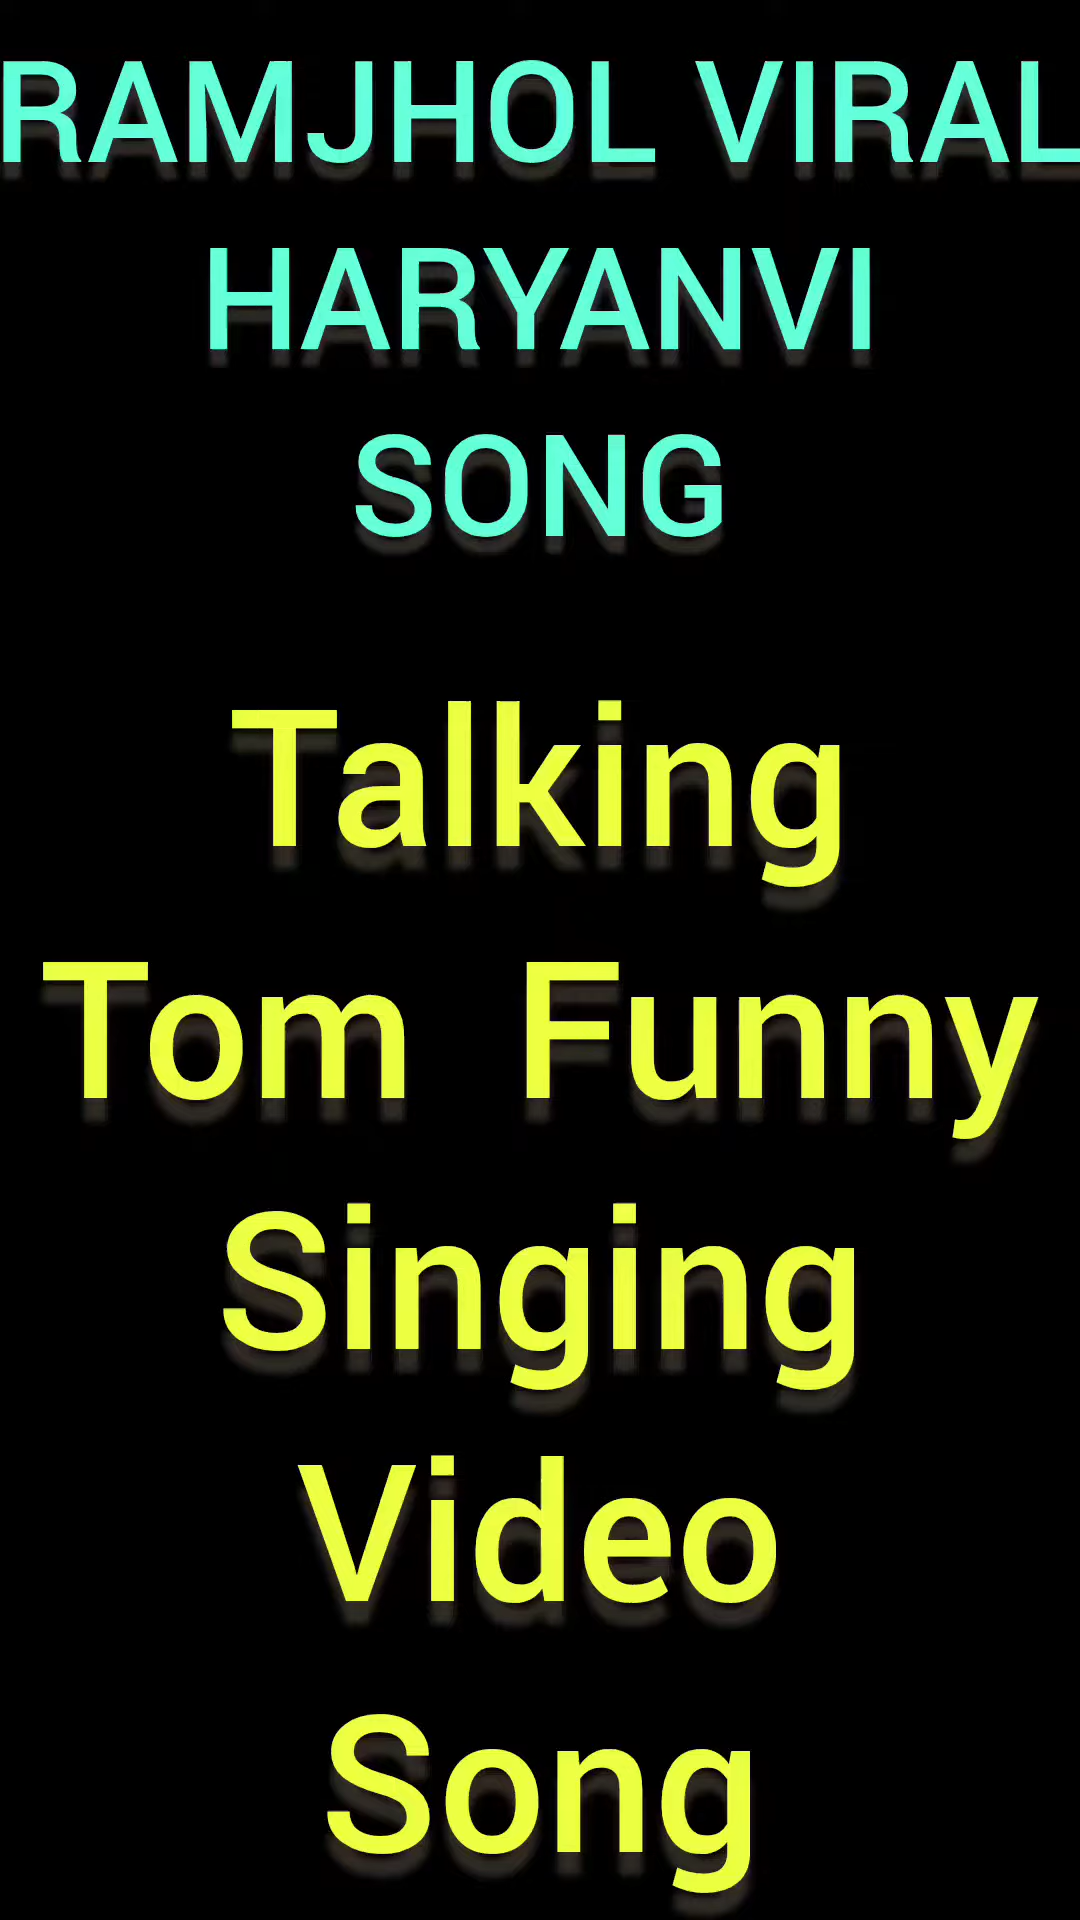 RAMJHOL VIRAL
HARYANVI
SONG
Talking
Tom Funny
Singing
Video
Song